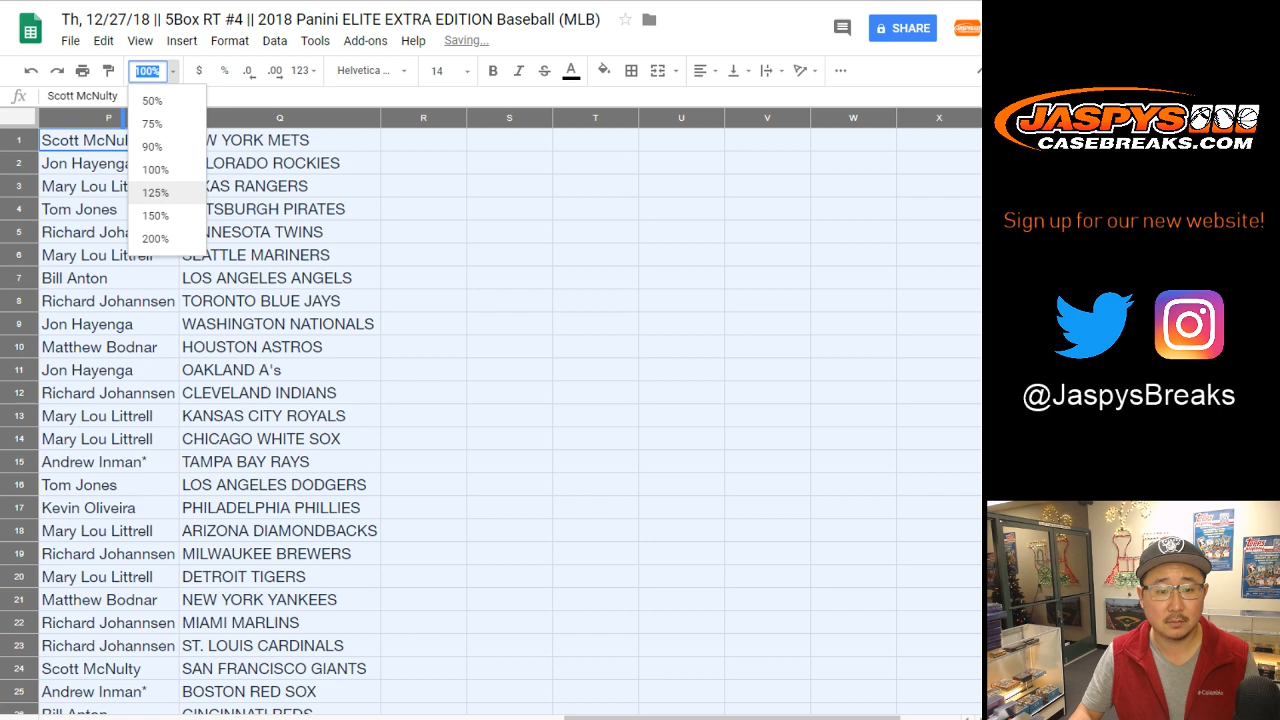 Th, 12/27/18 || 5Box RT #4 || 2018 Panini ELITE EXTRA EDITION Baseball (MLB)
File Edit View Insert Format Data Tools Add-ons Help Saving...
SHARE
100% $ % .0 .00 123 Helvetica ... 14 B I S A
fx Scott McNulty
50%
75%
90%
100%
125%
150%
200%
P Q R S T U V W X
1 Scott McNul W YORK METS
2 Jon Hayenga LORADO ROCKIES
3 Mary Lou Lit XAS RANGERS
4 Tom Jones TTSBURGH PIRATES
5 Richard Joha NNESOTA TWINS
6 Mary Lou Littrell SEATTLE MARINERS
7 Bill Anton LOS ANGELES ANGELS
8 Richard Johannsen TORONTO BLUE JAYS
9 Jon Hayenga WASHINGTON NATIONALS
10 Matthew Bodnar HOUSTON ASTROS
11 Jon Hayenga OAKLAND A's
12 Richard Johannsen CLEVELAND INDIANS
13 Mary Lou Littrell KANSAS CITY ROYALS
14 Mary Lou Littrell CHICAGO WHITE SOX
15 Andrew Inman* TAMPA BAY RAYS
16 Tom Jones LOS ANGELES DODGERS
17 Kevin Oliveira PHILADELPHIA PHILLIES
18 Mary Lou Littrell ARIZONA DIAMONDBACKS
19 Richard Johannsen MILWAUKEE BREWERS
20 Mary Lou Littrell DETROIT TIGERS
21 Matthew Bodnar NEW YORK YANKEES
22 Richard Johannsen MIAMI MARLINS
23 Richard Johannsen ST. LOUIS CARDINALS
24 Scott McNulty SAN FRANCISCO GIANTS
25 Andrew Inman* BOSTON RED SOX
Bill Anton CINCINNATI REDS
JASPYS
CASEBREAKS.COM
Sign up for our new website!
@JaspysBreaks
Columbia